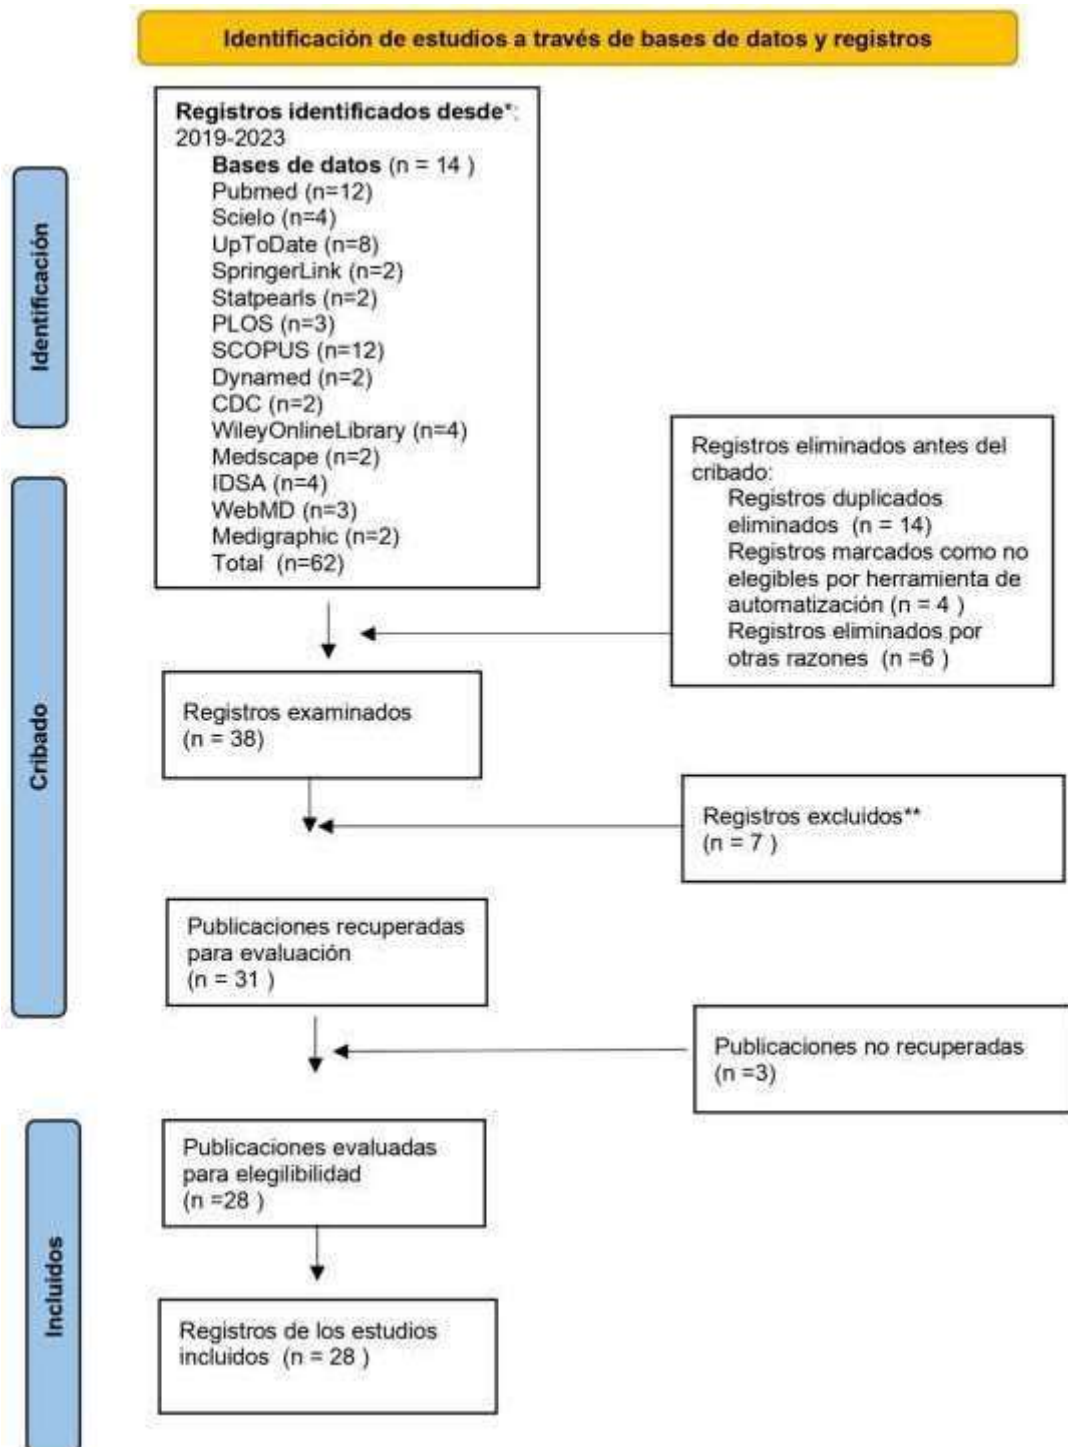 Identificación de estudios a través de bases de datos y registros
Identificación
Registros identificados desde*:
2019-2023
Bases de datos (n = 14 )
Pubmed (n=12)
Scielo (n=4)
UpToDate (n=8)
SpringerLink (n=2)
Statpearls (n=2)
PLOS (n=3)
SCOPUS (n=12)
Dynamed (n=2)
CDC (n=2)
WileyOnlineLibrary (n=4)
Medscape (n=2)
IDSA (n=4)
WebMD (n=3)
Medigraphic (n=2)
Total (n=62)
Registros eliminados antes del
cribado:
Registros duplicados
eliminados (n = 14)
Registros marcados como no
elegibles por herramienta de
automatización (n = 4 )
Registros eliminados por
otras razones (n =6 )
Cribado
Registros examinados
(n = 38)
Registros excluidos**
(n = 7 )
Publicaciones recuperadas
para evaluación
(n = 31 )
Publicaciones no recuperadas
(n =3)
Incluidos
Publicaciones evaluadas
para elegilibilidad
(n =28 )
Registros de los estudios
incluidos (n = 28 )